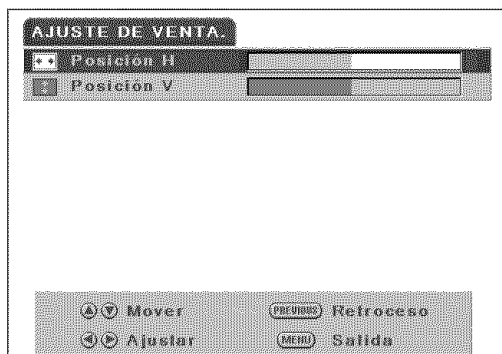 AJUSTE DE VENTA.
Posición H
Posición V
Mover PREVIOUS Retroceso
Ajustar MENU Salida